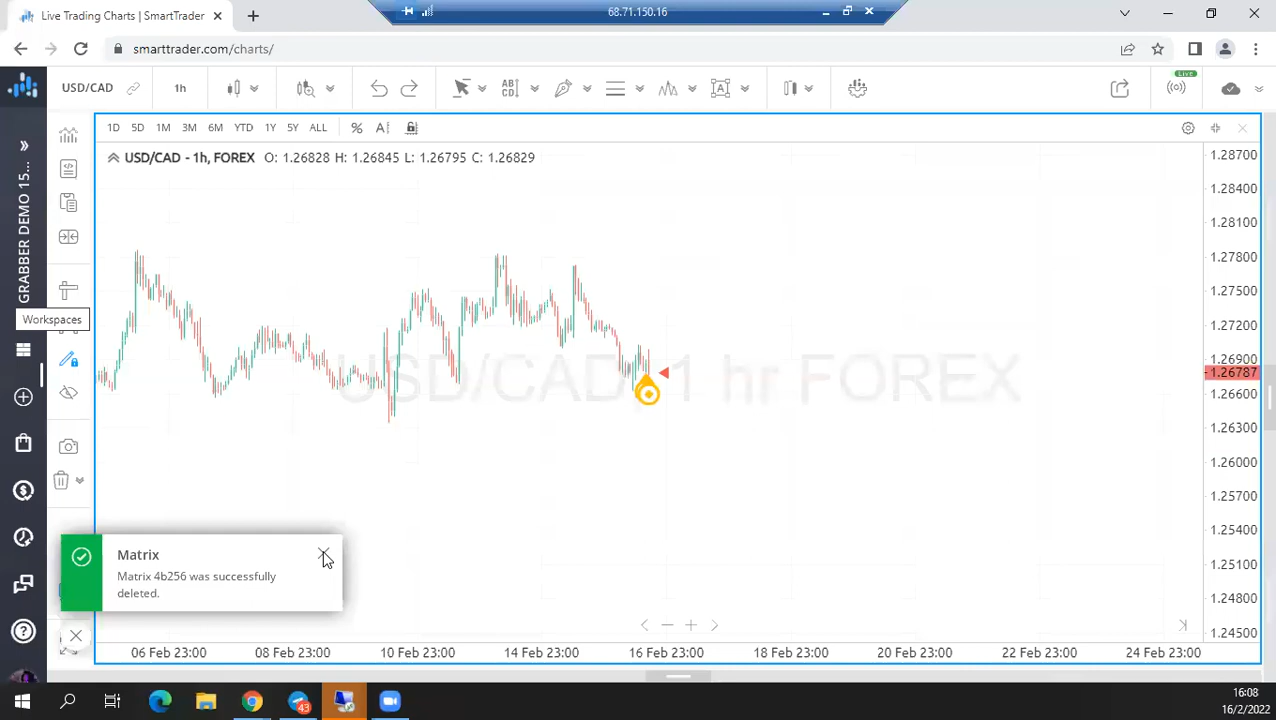 Live Trading Charts | SmartTrader
68.71.150.16
smarttrader.com/charts/
USD/CAD
1h
AB
CD
Live
1D 5D 1M 3M 6M YTD 1Y 5Y ALL % A
USD/CAD - 1h, FOREX O: 1.26828 H: 1.26845 L: 1.26795 C: 1.26829
GRABBER DEMO 15...
Workspaces
USD/CAD, 1 hr FOREX
1.28700
1.28400
1.28100
1.27800
1.27500
1.27200
1.26900
1.26787
1.26600
1.26300
1.26000
1.25700
1.25400
1.25100
1.24800
1.24500
Matrix
Matrix 4b256 was successfully
deleted.
06 Feb 23:00 08 Feb 23:00 10 Feb 23:00 14 Feb 23:00 16 Feb 23:00 18 Feb 23:00 20 Feb 23:00 22 Feb 23:00 24 Feb 23:00
43
16:08
16/2/2022